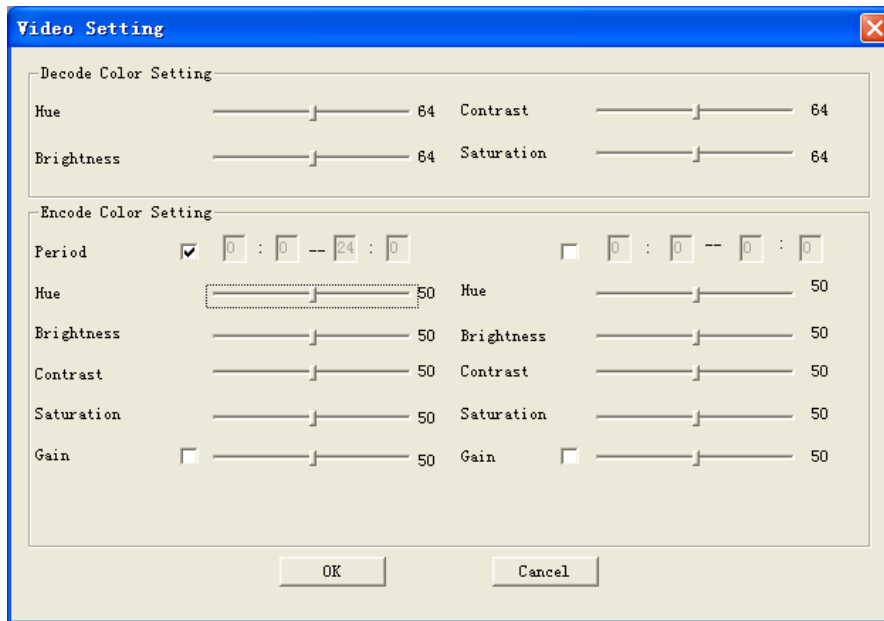 Video Setting
Decode Color Setting
Hue 64 Contrast 64
Brightness 64 Saturation 64
Encode Color Setting
Period 0 : 0 -- 24 : 0 0 : 0 -- 0 : 0
Hue 50 Hue 50
Brightness 50 Brightness 50
Contrast 50 Contrast 50
Saturation 50 Saturation 50
Gain 50 Gain 50
OK Cancel